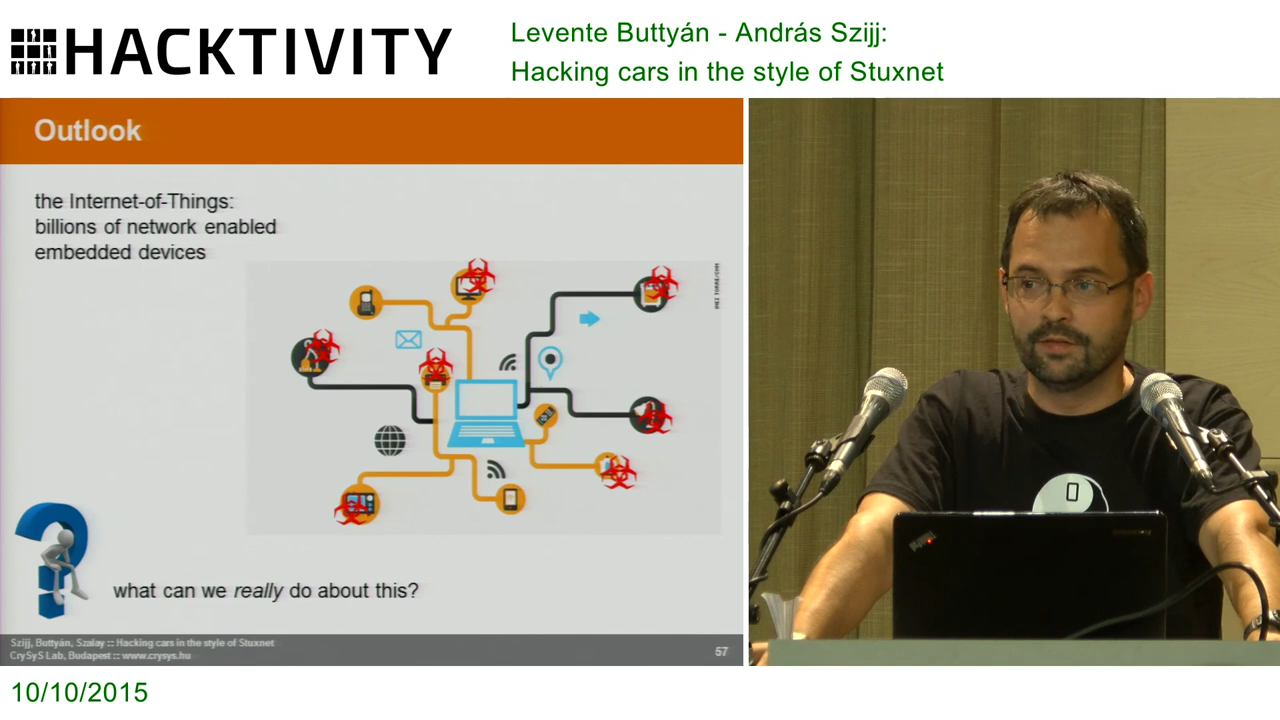 HACKTIVITY
Levente Buttyán - András Szijj:
Hacking cars in the style of Stuxnet
Outlook
the Internet-of-Things:
billions of network enabled
embedded devices
what can we really do about this?
Szijj, Buttyán, Szalay :: Hacking cars in the style of Stuxnet
CrySyS Lab, Budapest :: www.crysys.hu
57
10/10/2015